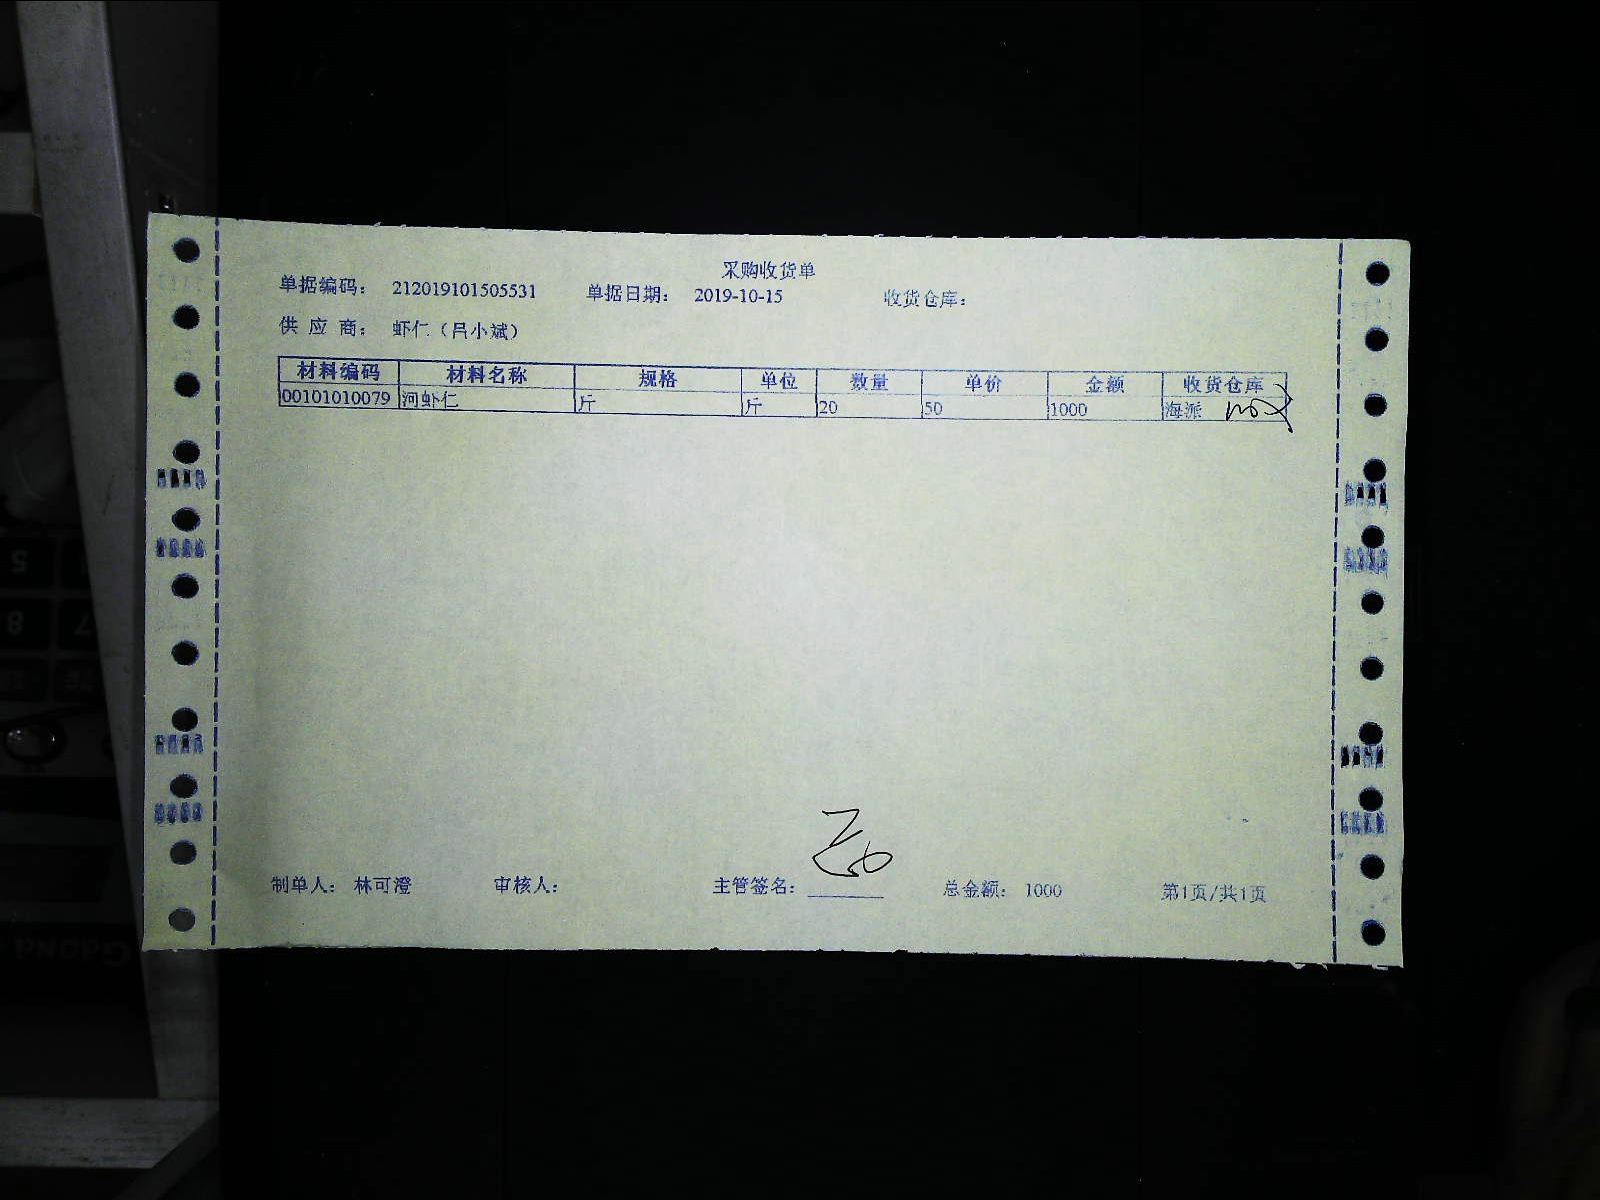 采购收货单
单据编码： 212019101505531 单据日期： 2019-10-15 收货仓库：
供 应 商： 虾仁（吕小斌）
材料编码 材料名称 规格 单位 数量 单价 金额 收货仓库
00101010079 河虾仁 斤 斤 20 50 1000 海派
制单人： 林可澄 审核人： 主管签名： 总金额： 1000 第1页/共1页